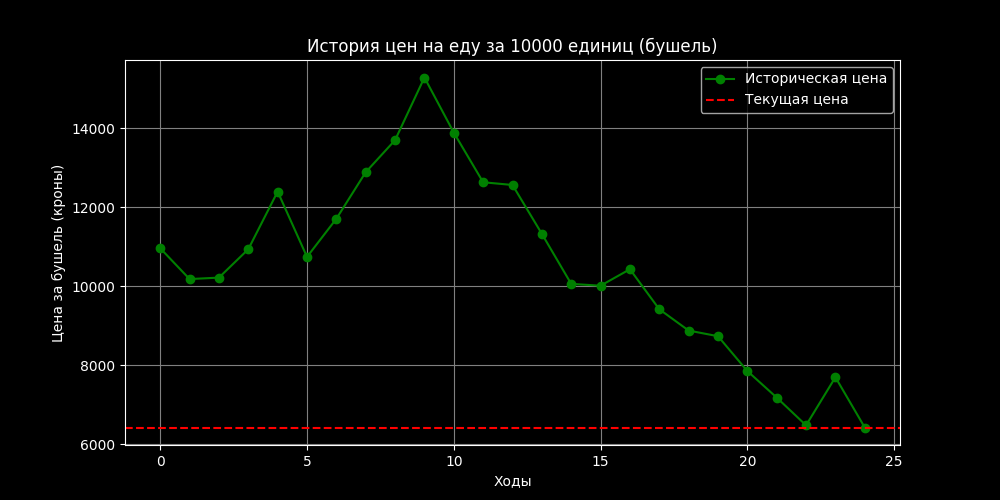 История цен на еду за 10000 единиц (бушель)
Историческая цена
Текущая цена
Цена за бушель (кроны)
14000
12000
10000
8000
6000
0 5 10 15 20 25
Ходы